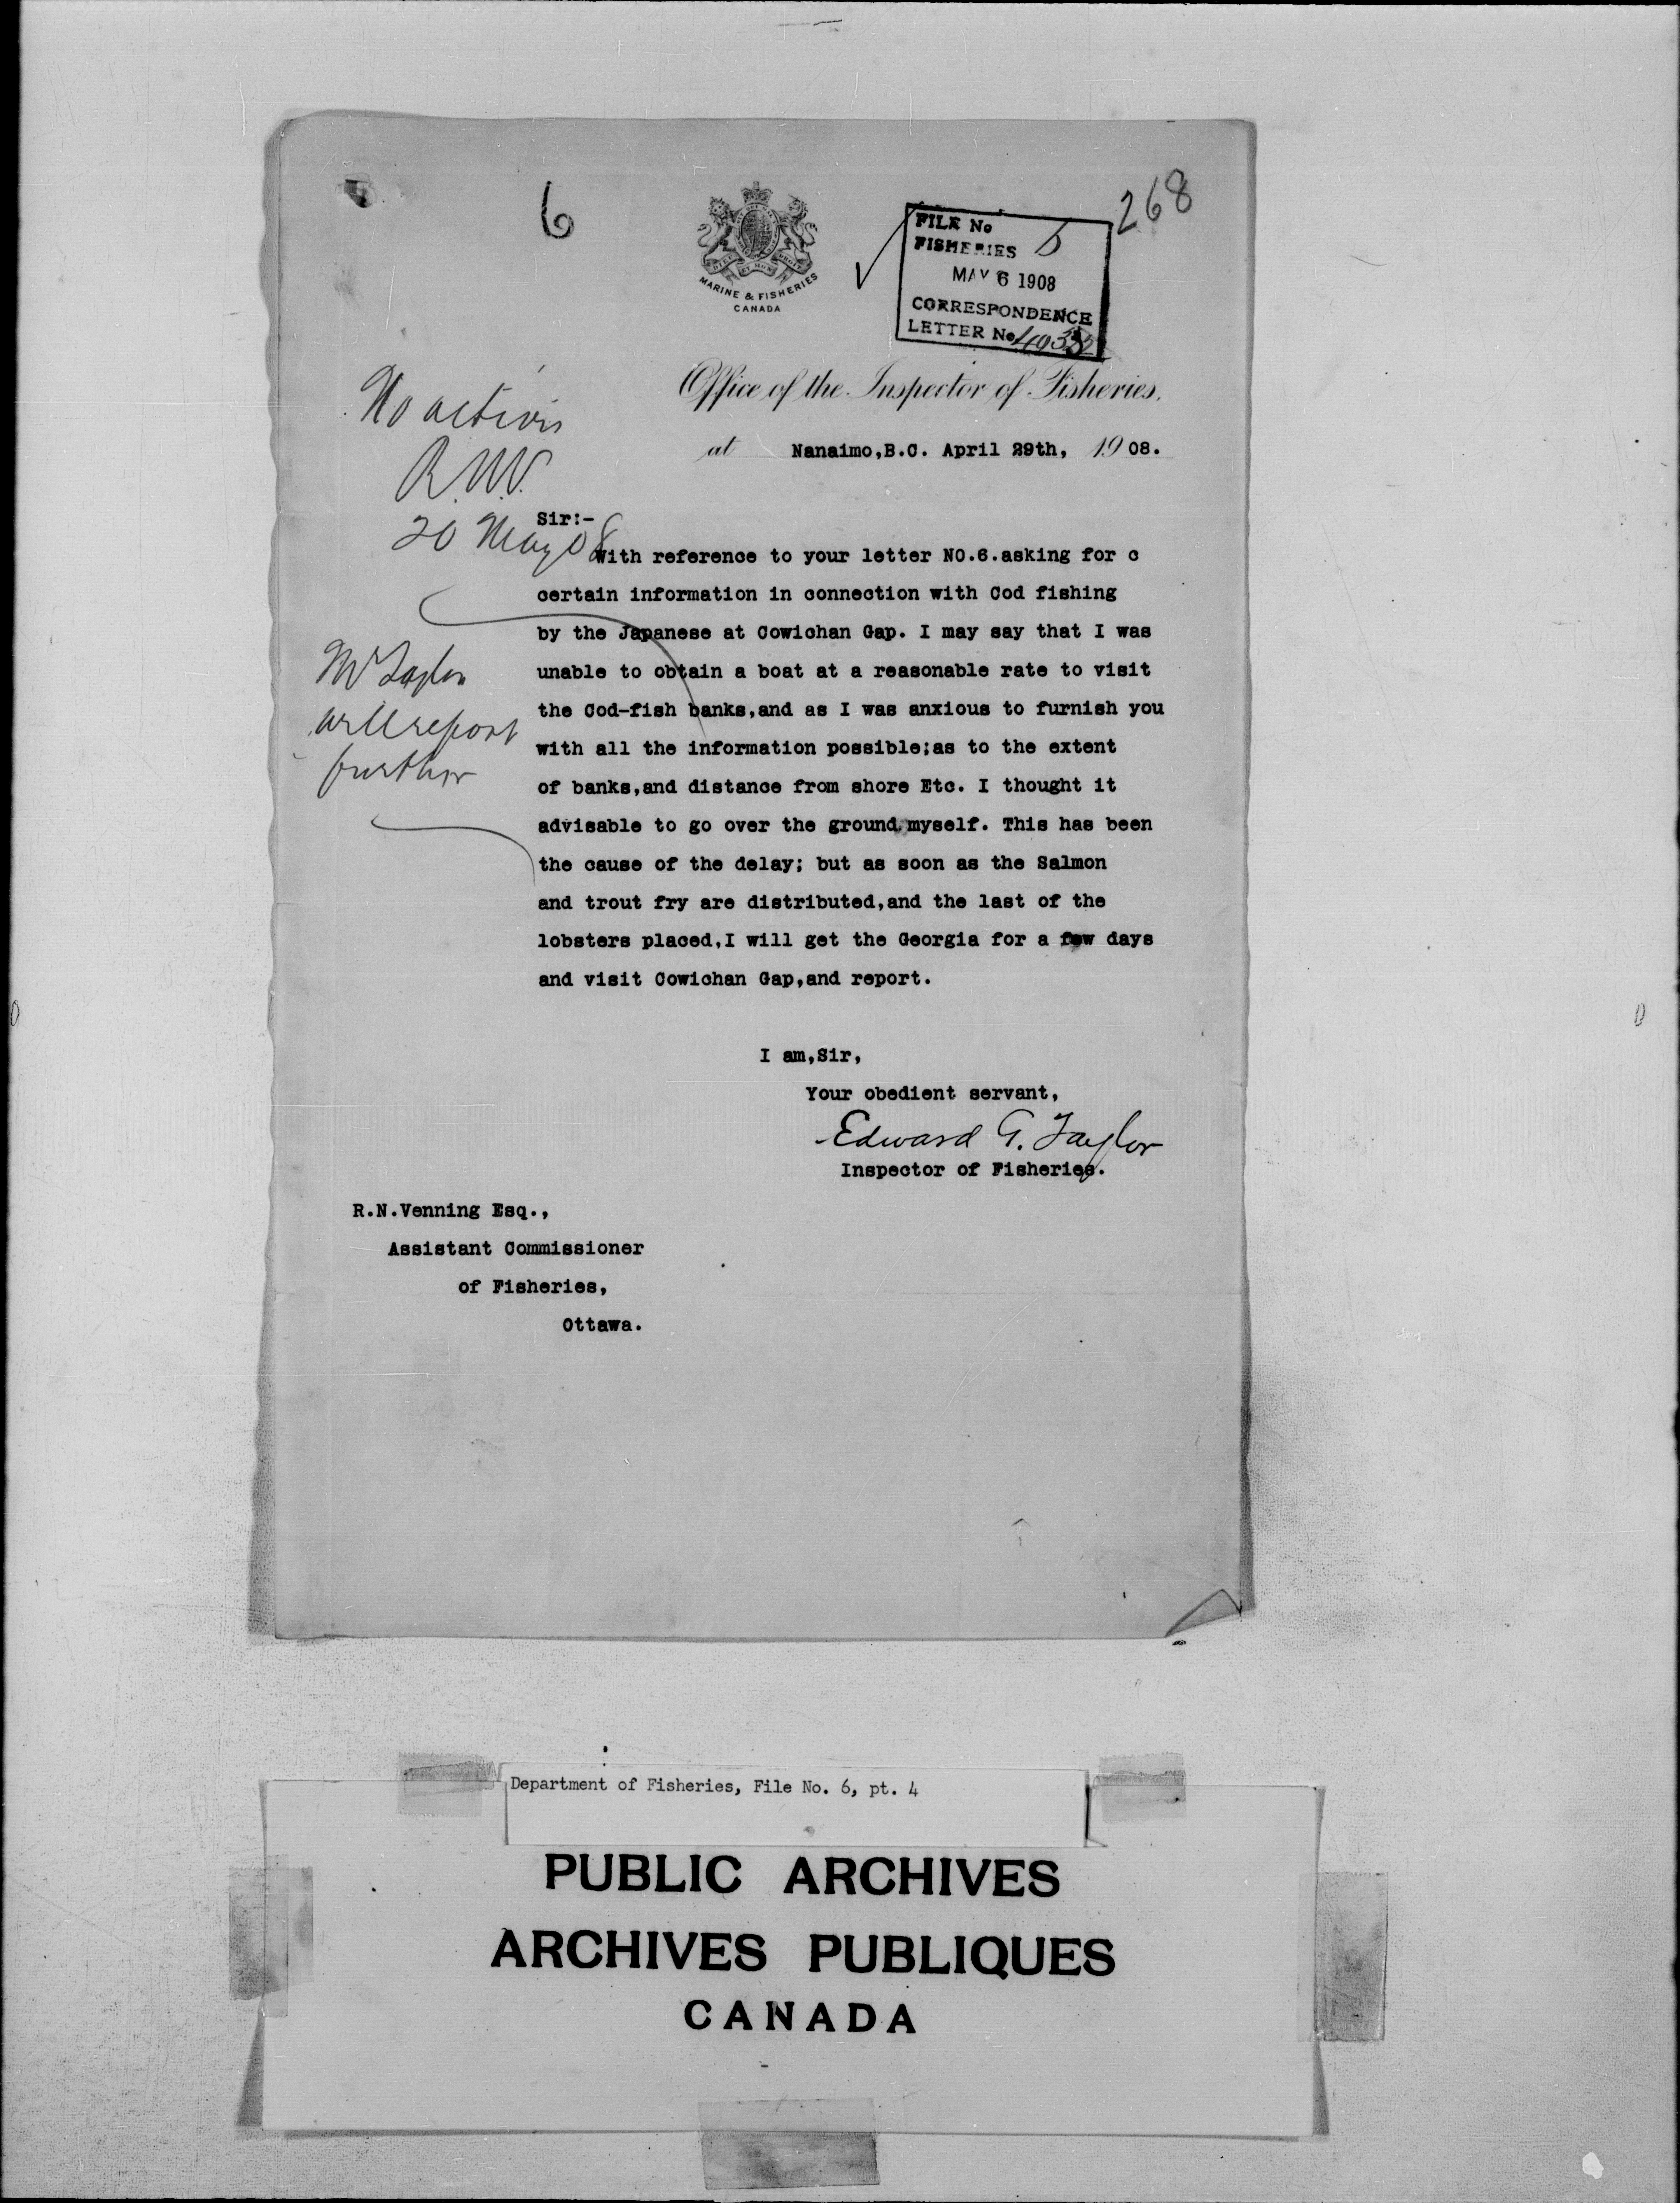 6
268
DIEU ET MON DROIT
MARINE & FISHERIES
CANADA
FILE No
FISHERIES 6
MAY 6 1908
CORRESPONDENCE
LETTER No
Office of the Inspector of Fisheries,
at Nanaimo,B.C. April 29th, 1908.
No action
R.N.V.
20 May 08
Sir:-
With reference to your letter NO.6.asking for c
certain information in connection with Cod fishing
by the Japanese at Cowichan Gap. I may say that I was
unable to obtain a boat at a reasonable rate to visit
the Cod-fish banks,and as I was anxious to furnish you
with all the information possible;as to the extent
of banks,and distance from shore Etc. I thought it
advisable to go over the ground myself. This has been
the cause of the delay; but as soon as the Salmon
and trout fry are distributed,and the last of the
lobsters placed,I will get the Georgia for a few days
and visit Cowichan Gap,and report.
Mr Taylor
will report
further
I am,Sir,
Your obedient servant,
Edward G. Taylor
Inspector of Fisheries.
R.N.Venning Esq.,
Assistant Commissioner
of Fisheries,
Ottawa.
Department of Fisheries, File No. 6, pt. 4
PUBLIC ARCHIVES
ARCHIVES PUBLIQUES
CANADA